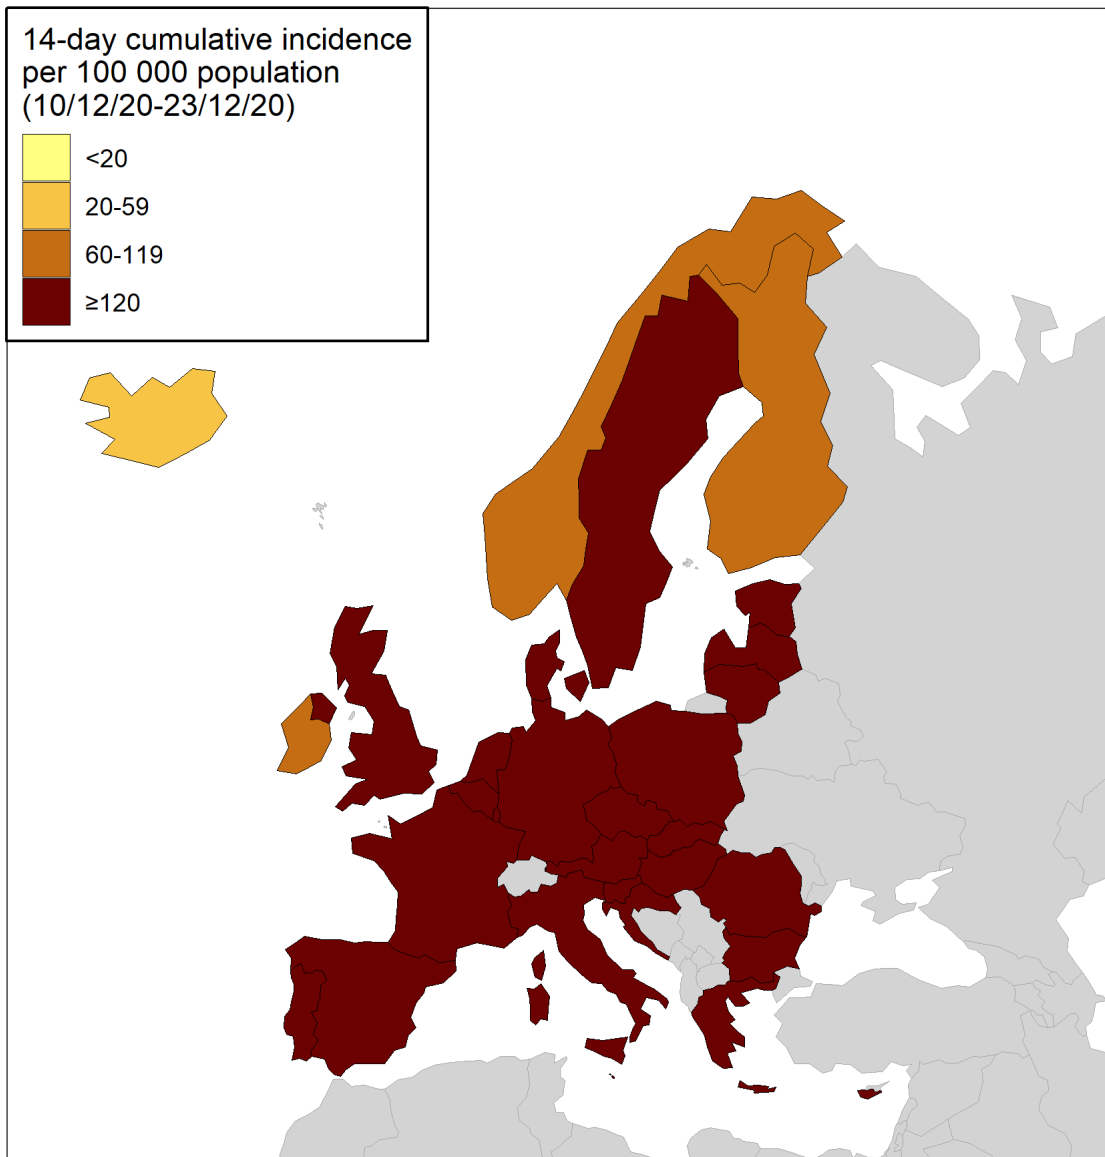 14-day cumulative incidence
per 100 000 population
(10/12/20-23/12/20)
<20
20-59
60-119
≥120